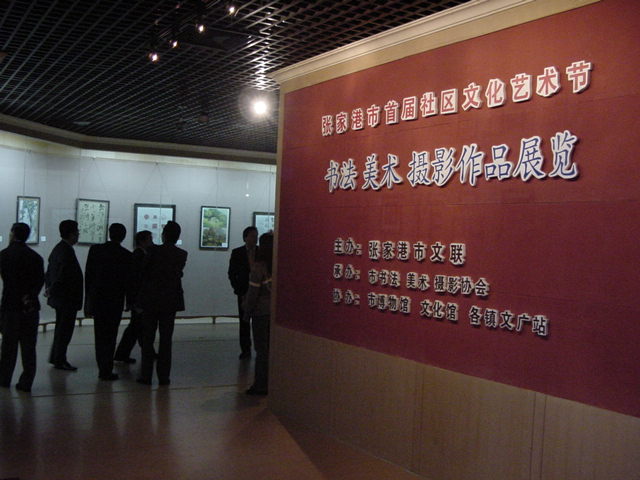 张家港市首届社区文化艺术节
书法 美术 摄影作品展览
主办：张家港市文联
承办：市书法 美术 摄影协会
协办：市博物馆 文化馆 各镇文广站